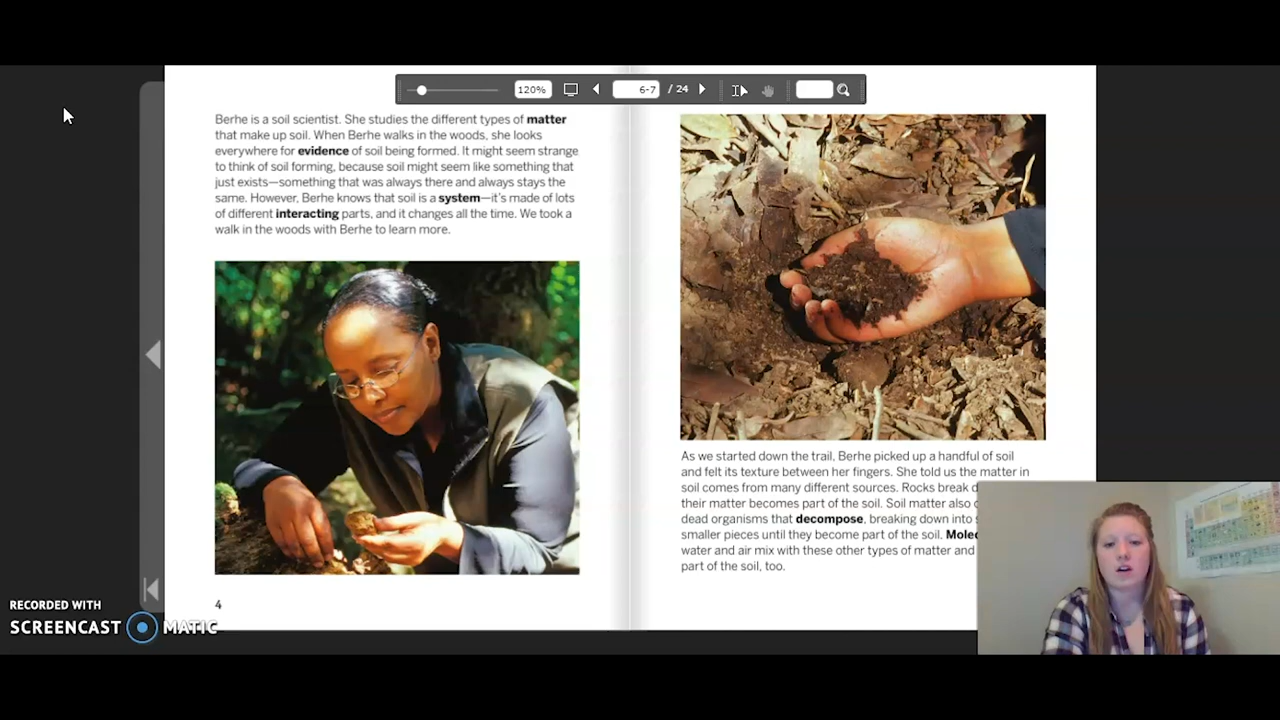 120%
6-7 / 24
Berhe is a soil scientist. She studies the different types of matter
that make up soil. When Berhe walks in the woods, she looks
everywhere for evidence of soil being formed. It might seem strange
to think of soil forming, because soil might seem like something that
just exists—something that was always there and always stays the
same. However, Berhe knows that soil is a system—it's made of lots
of different interacting parts, and it changes all the time. We took a
walk in the woods with Berhe to learn more.
4
As we started down the trail, Berhe picked up a handful of soil
and felt its texture between her fingers. She told us the matter in
soil comes from many different sources. Rocks break
their matter becomes part of the soil. Soil matter also
dead organisms that decompose, breaking down into
smaller pieces until they become part of the soil.
water and air mix with these other types of matter and
part of the soil, too.
RECORDED WITH
SCREENCAST MATIC